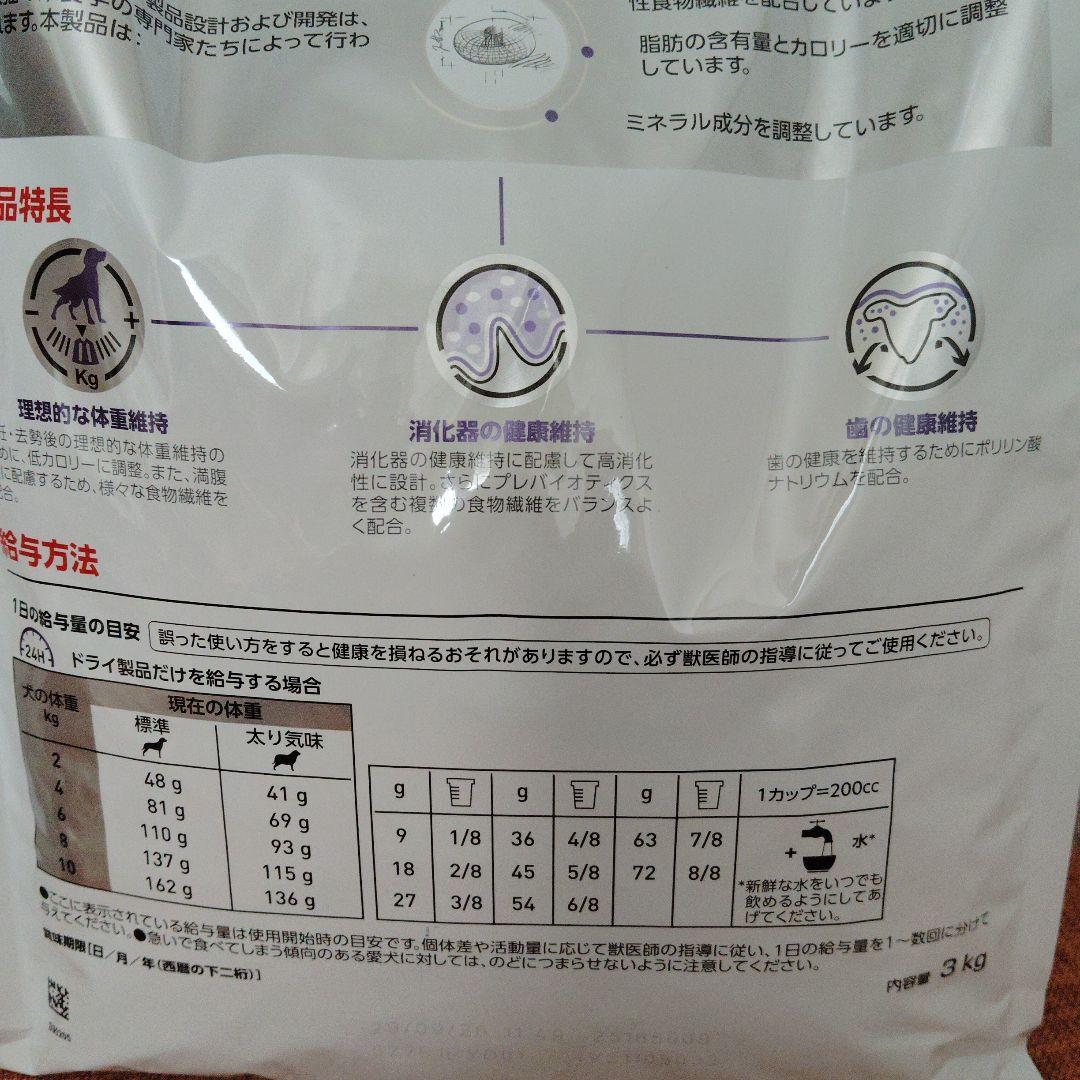 製品設計および開発は、
の専門家たちによって行わ
ます。本製品は:
性食物繊維を配合しています
脂肪の含有量とカロリーを適切に調整
しています。
ミネラル成分を調整しています。
品特長
Kg
理想的な体重維持
妊・去勢後の理想的な体重維持の
めに、低カロリーに調整。また、満腹
に配慮するため、様々な食物繊維を
合。
消化器の健康維持
消化器の健康維持に配慮して高消化
性に設計。さらにプレバイオティクス
を含む複数の食物繊維をバランスよ
く配合。
歯の健康維持
歯の健康を維持するためにポリリン酸
ナトリウムを配合。
給与方法
1日の給与量の目安
誤った使い方をすると健康を損ねるおそれがありますので、必ず獣医師の指導に従ってご使用ください。
24H
ドライ製品だけを給与する場合
犬の体重 kg 現在の体重
標準 太り気味
2 48 g 41 g
4 81 g 69 g
6 110 g 93 g
8 137 g 115 g
10 162 g 136 g
g g g 1カップ=200cc
9 1/8 36 4/8 63 7/8
18 2/8 45 5/8 72 8/8
27 3/8 54 6/8
+ 水*
*新鮮な水をいつでも
飲めるようにしてあ
げてください。
●ここに表示されている給与量は使用開始時の目安です。個体差や活動量に応じて獣医師の指導に従い、1日の給与量を1〜数回に分けて
与えてください。●急いで食べてしまう傾向のある愛犬に対しては、のどにつまらせないように注意してください。
賞味期限[日/月/年(西暦の下二桁)]
内容量 3 kg